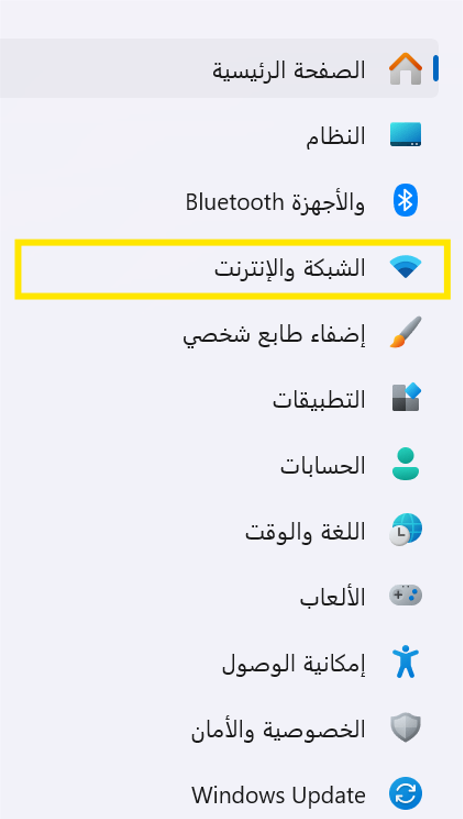 الصفحة الرئيسية
النظام
والأجهزة Bluetooth
الشبكة والإنترنت
إضفاء طابع شخصي
التطبيقات
الحسابات
اللغة والوقت
الألعاب
إمكانية الوصول
الخصوصية والأمان
Windows Update